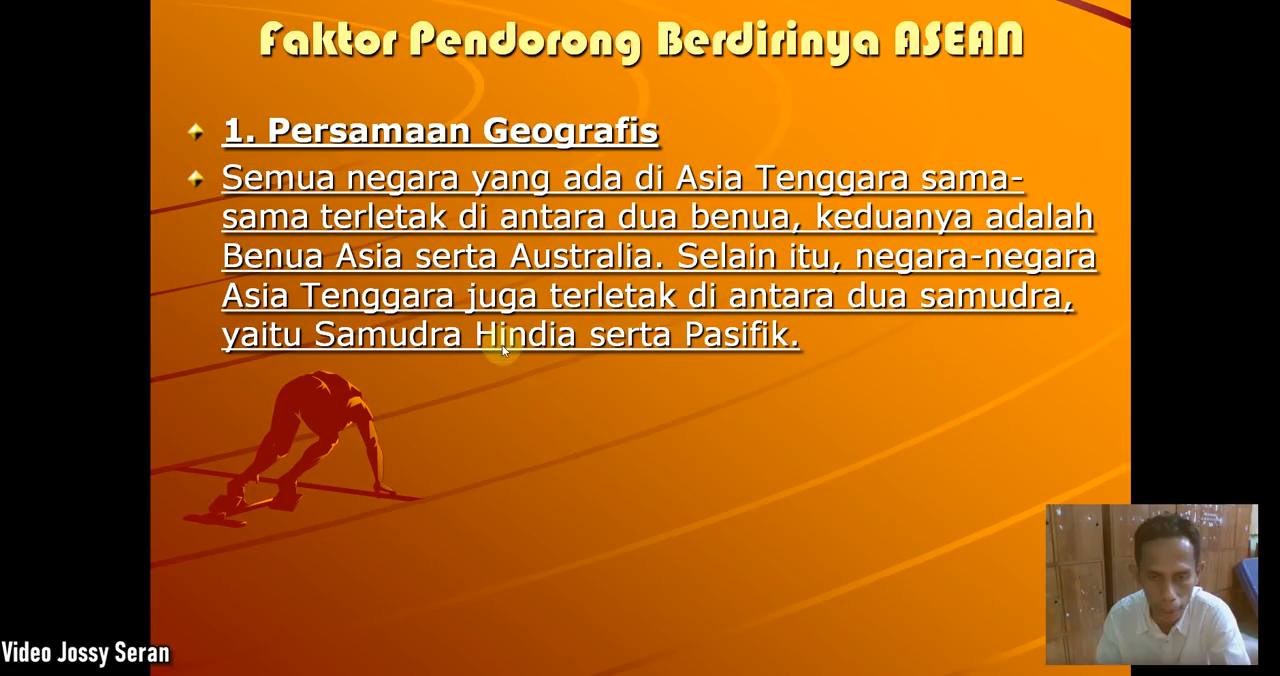 Faktor Pendorong Berdirinya ASEAN
1. Persamaan Geografis
Semua negara yang ada di Asia Tenggara sama-
sama terletak di antara dua benua, keduanya adalah
Benua Asia serta Australia. Selain itu, negara-negara
Asia Tenggara juga terletak di antara dua samudra,
yaitu Samudra Hindia serta Pasifik.
Video Jossy Seran